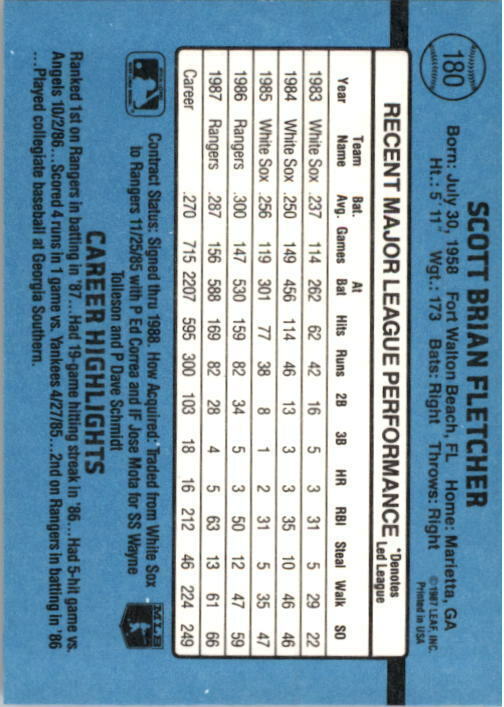 180
SCOTT BRIAN FLETCHER
Born: July 30, 1958 Fort Walton Beach, FL Home: Marietta, GA
Ht.: 5' 11" Wgt.: 173 Bats: Right Throws: Right
©1987 LEAF, INC.
Printed in USA
RECENT MAJOR LEAGUE PERFORMANCE *Denotes Led League
Year Team Name Bat. Avg. Games At Bat Hits Runs 2B 3B HR RBI Steal Walk SO
1983 White Sox .237 114 262 62 42 16 5 3 31 5 29 22
1984 White Sox .250 149 456 114 46 13 3 3 35 10 46 46
1985 White Sox .256 119 301 77 38 8 1 2 31 5 35 47
1986 Rangers .300 147 530 159 82 34 5 3 50 12 47 59
1987 Rangers .287 156 588 169 82 28 4 5 63 13 61 66
Career .270 715 2207 595 300 103 18 16 212 46 224 249
Contract Status: Signed thru 1988. How Acquired: Traded from White Sox
to Rangers 11/25/85 with P Ed Correa and IF Jose Mota for SS Wayne
Tolleson and P Dave Schmidt
MLB
CAREER HIGHLIGHTS
Ranked 1st on Rangers in batting in '87...Had 19-game hitting streak in '86...Had 5-hit game vs.
Angels 10/2/86...Scored 4 runs in 1 game vs. Yankees 4/27/85...2nd on Rangers in batting in '86
...Played collegiate baseball at Georgia Southern.